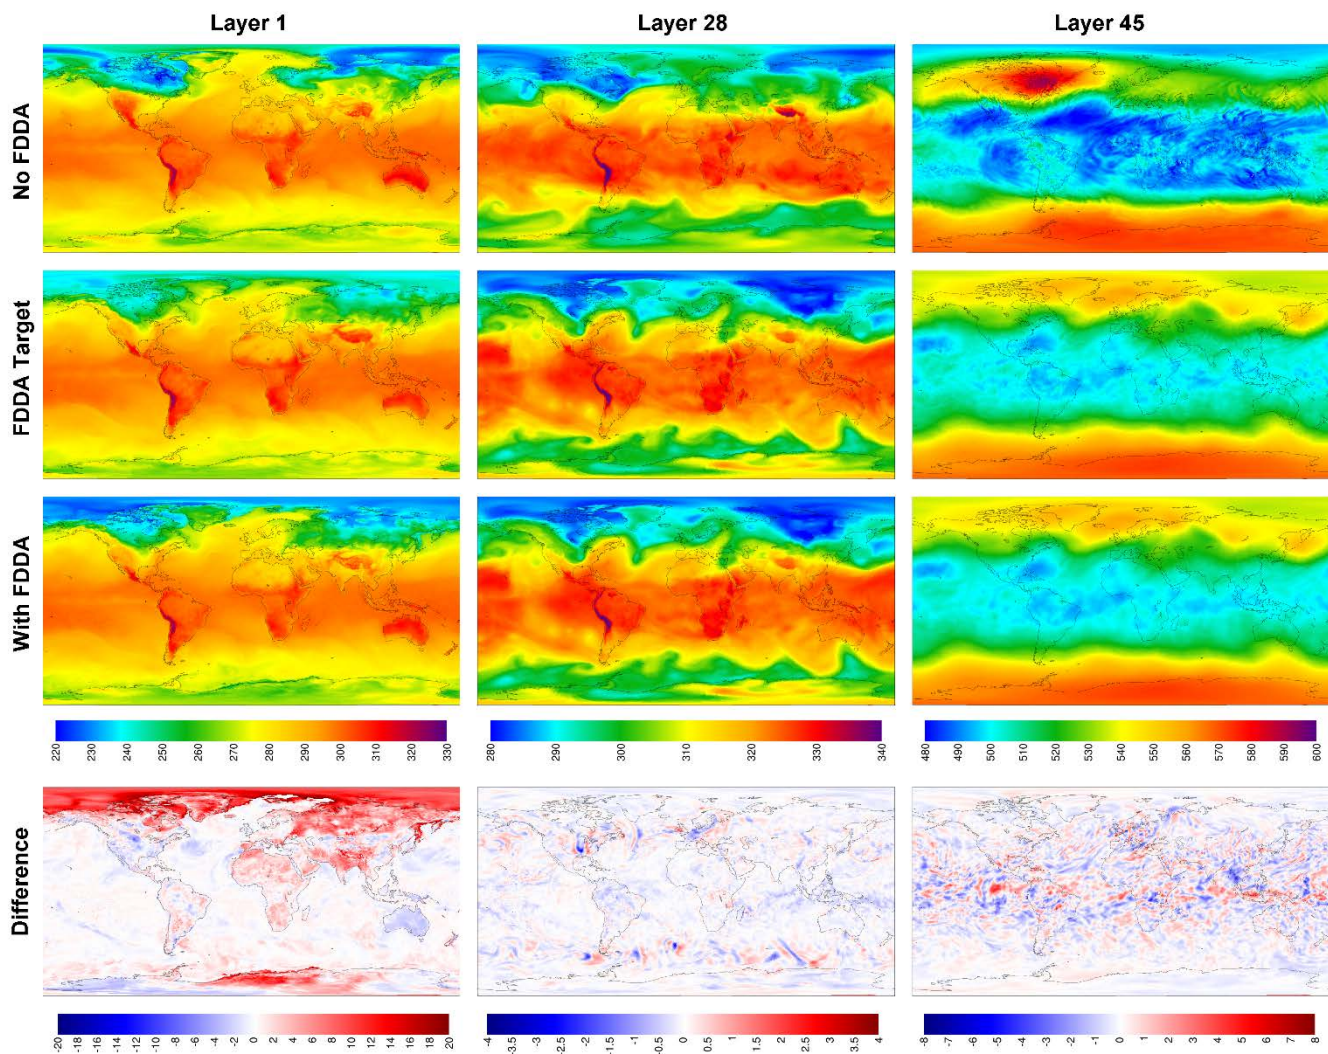 Layer 1
Layer 28
Layer 45
No FDDA
FDDA Target
With FDDA
220 230 240 250 260 270 280 290 300 310 320 330
280 290 300 310 320 330 340
480 490 500 510 520 530 540 550 560 570 580 590 600
Difference
-20 -18 -16 -14 -12 -10 -8 -6 -4 -2 0 2 4 6 8 10 12 14 16 18 20
-4 -3.5 -3 -2.5 -2 -1.5 -1 -0.5 0 0.5 1 1.5 2 2.5 3 3.5 4
-8 -7 -6 -5 -4 -3 -2 -1 0 1 2 3 4 5 6 7 8